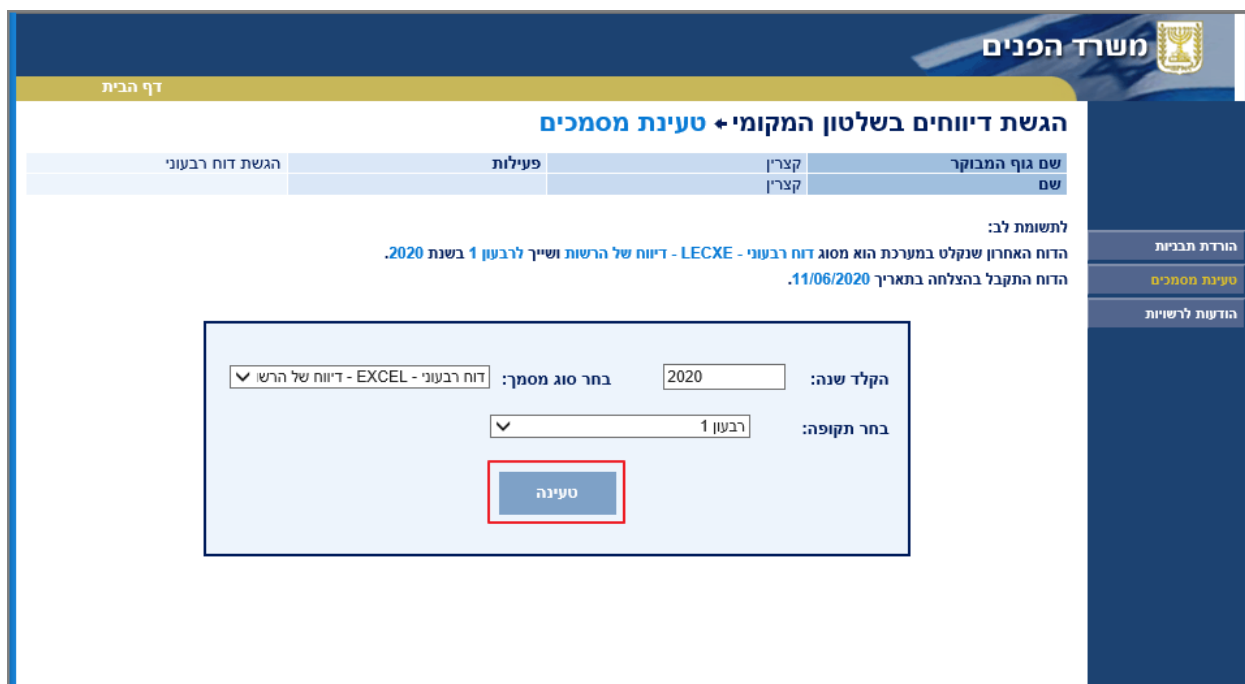 משרד הפנים
דף הבית
הגשת דיווחים בשלטון המקומי ← טעינת מסמכים
שם גוף המבוקר קצרין פעילות הגשת דוח רבעוני
שם קצרין
לתשומת לב:
הדוח האחרון שנקלט במערכת הוא מסוג דוח רבעוני - LECXE - דיווח של הרשות ושייך לרבעון 1 בשנת 2020.
הדוח התקבל בהצלחה בתאריך 11/06/2020.
הורדת תבניות
טעינת מסמכים
הודעות לרשויות
הקלד שנה: 2020 בחר סוג מסמך: דוח רבעוני - EXCEL - דיווח של הרש
בחר תקופה: רבעון 1
טעינה